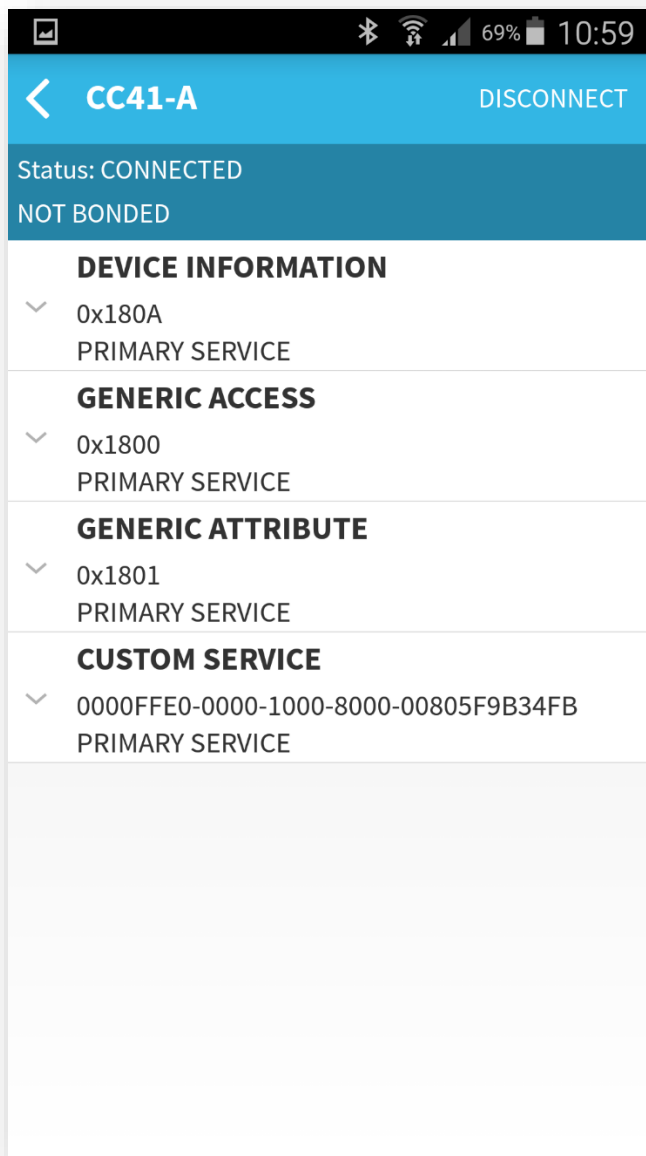 69% 10:59
CC41-A DISCONNECT
Status: CONNECTED
NOT BONDED
DEVICE INFORMATION
0x180A
PRIMARY SERVICE
GENERIC ACCESS
0x1800
PRIMARY SERVICE
GENERIC ATTRIBUTE
0x1801
PRIMARY SERVICE
CUSTOM SERVICE
0000FFE0-0000-1000-8000-00805F9B34FB
PRIMARY SERVICE